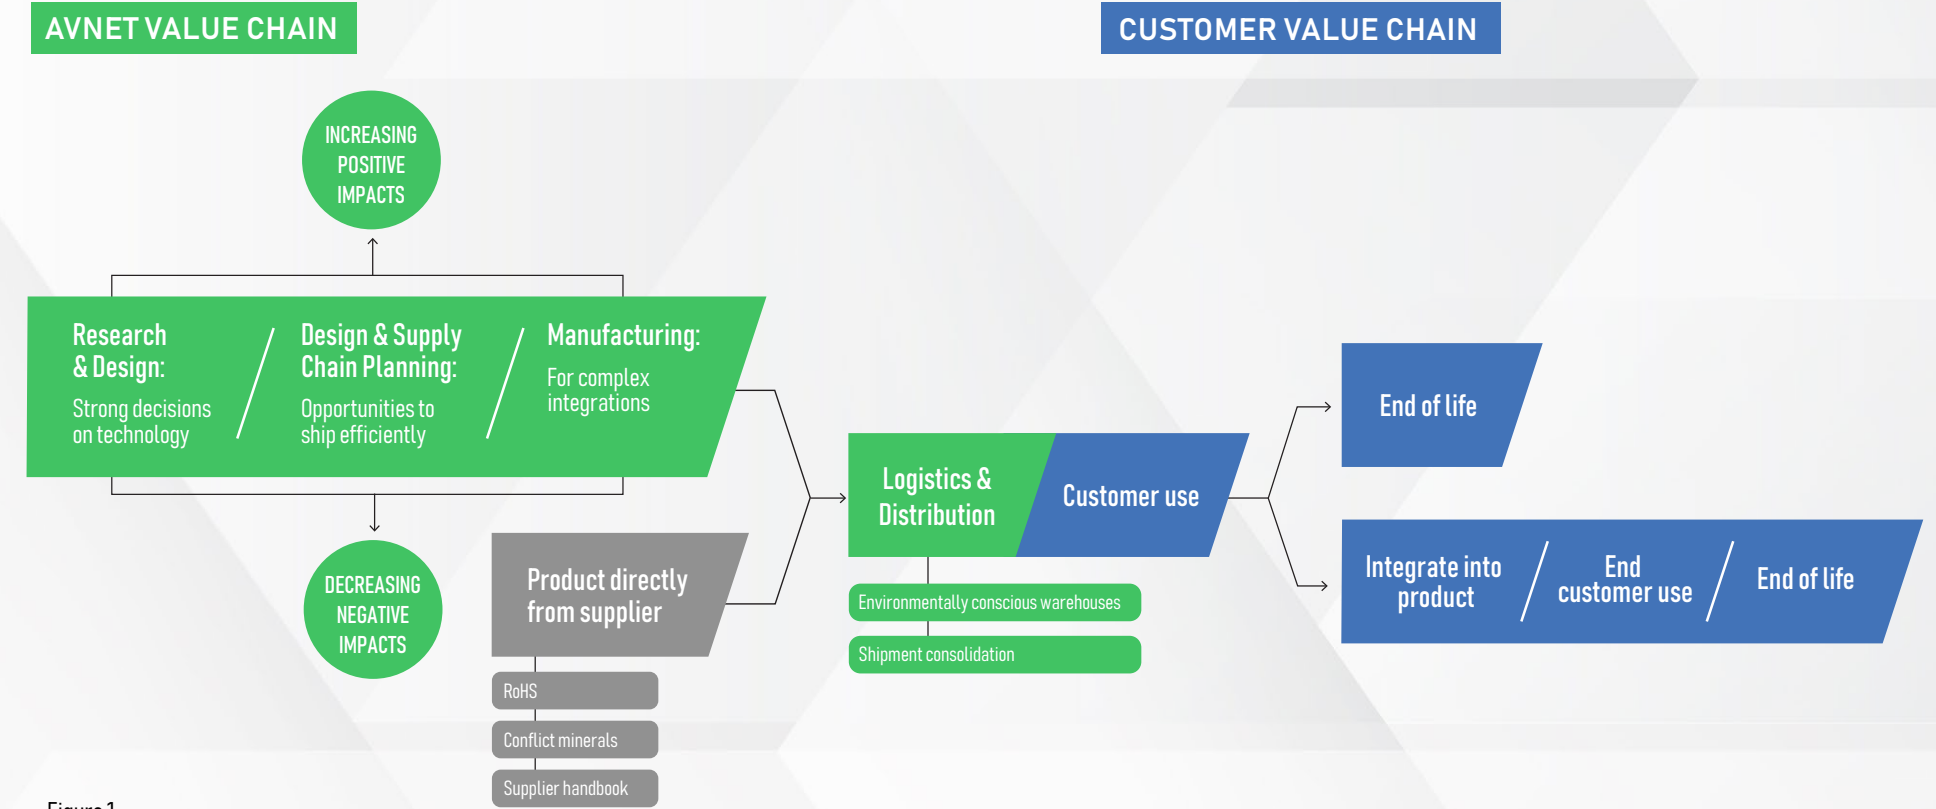 AVNET VALUE CHAIN
CUSTOMER VALUE CHAIN
INCREASING
POSITIVE
IMPACTS
Research
& Design:
Strong decisions
on technology
Design & Supply
Chain Planning:
Opportunities to
ship efficiently
Manufacturing:
For complex
integrations
DECREASING
NEGATIVE
IMPACTS
Product directly
from supplier
RoHS
Conflict minerals
Supplier handbook
Logistics &
Distribution
Customer use
Environmentally conscious warehouses
Shipment consolidation
End of life
Integrate into
product
End
customer use
End of life
Figure 1